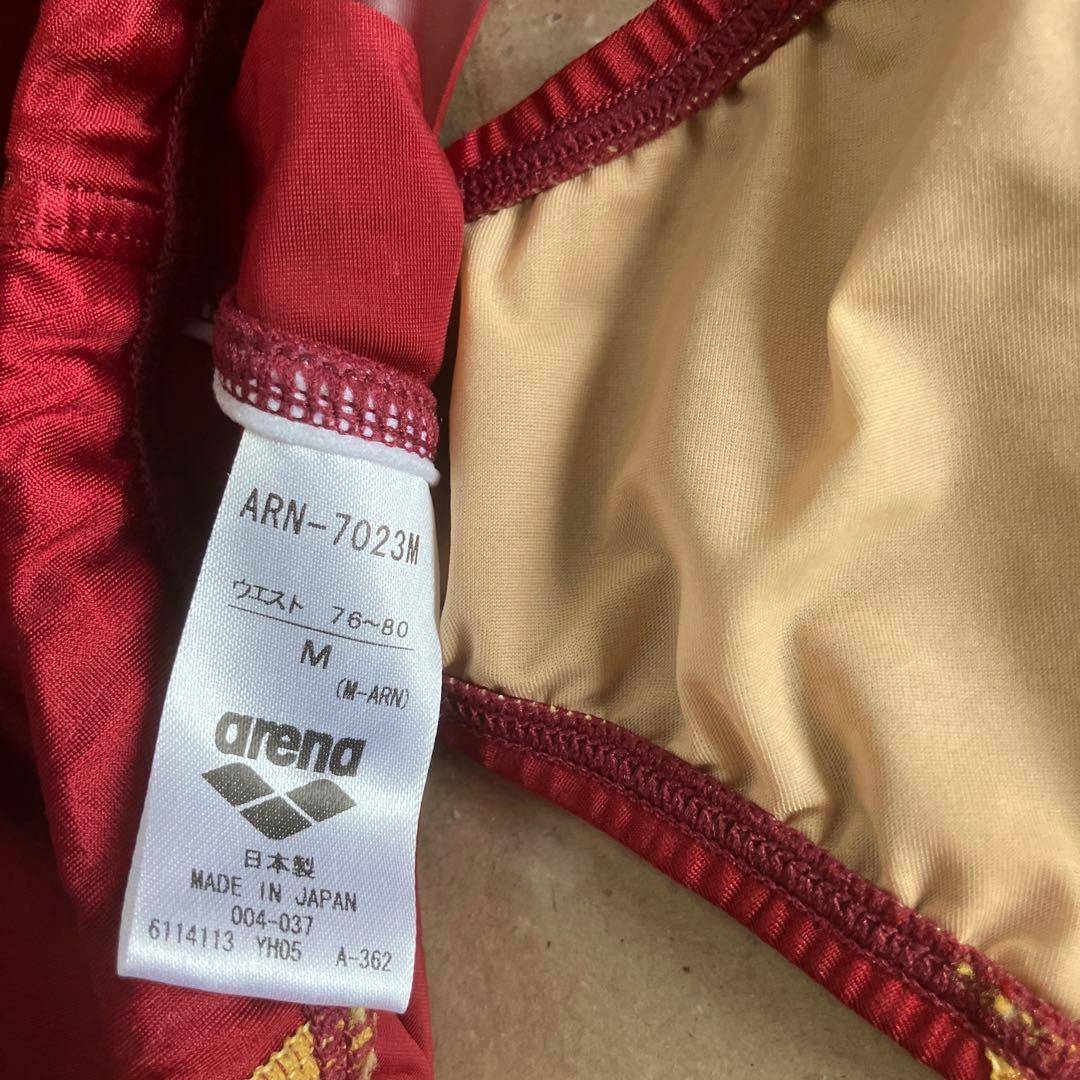 ARN-7023M
ウエスト 76~80
M
(M-ARN)
arena
日本製
MADE IN JAPAN
004-037
6114113 YH05 A-362